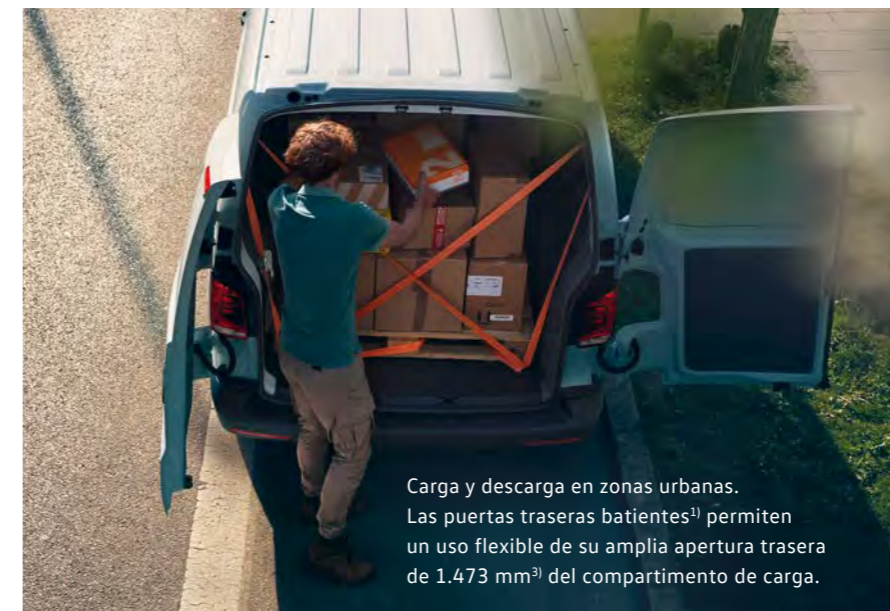 Carga y descarga en zonas urbanas.
Las puertas traseras batientes¹⁾ permiten
un uso flexible de su amplia apertura trasera
de 1.473 mm³⁾ del compartimento de carga.